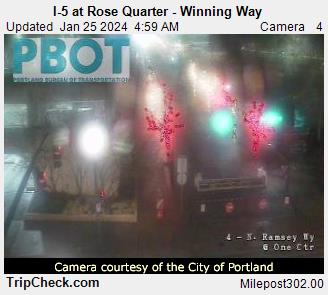 I-5 at Rose Quarter - Winning Way
Updated Jan 25 2024 4:59 AM Camera 4
PBOT
PORTLAND BUREAU OF TRANSPORTATION
4 - N. Ramsey Wy
@ One Ctr
Camera courtesy of the City of Portland
TripCheck.com Milepost302.00